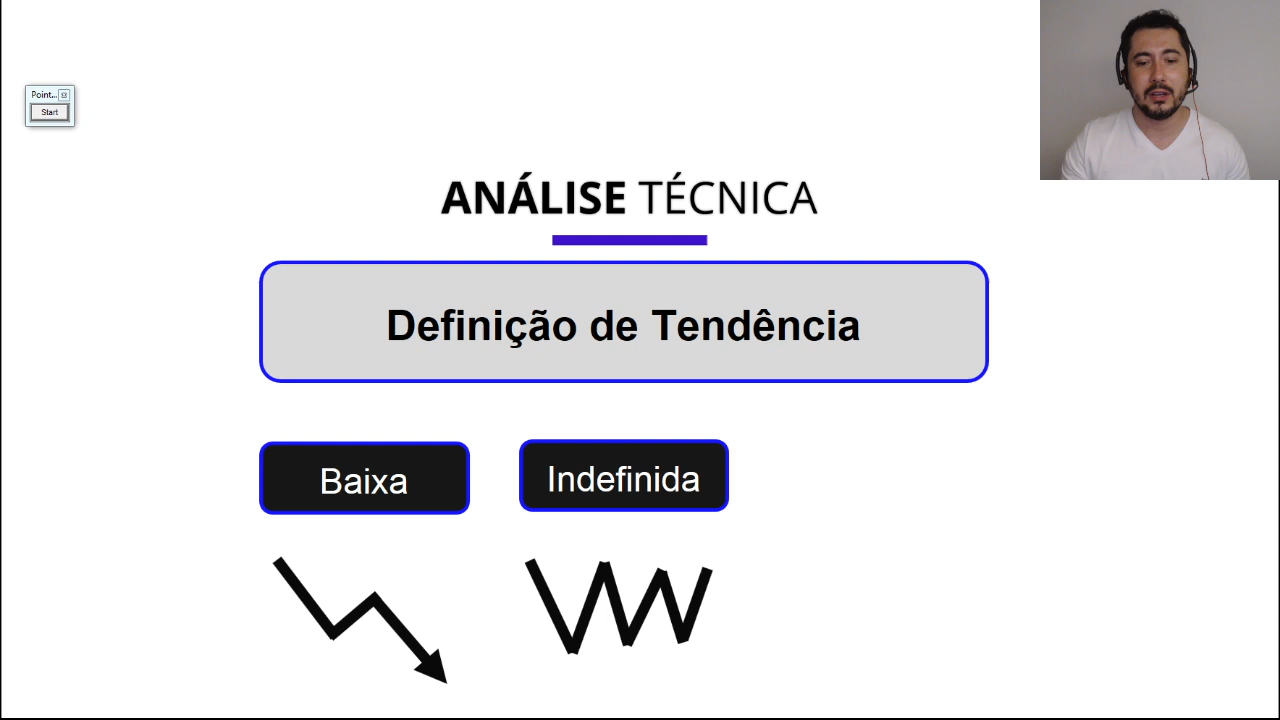 Point...
Start
ANÁLISE TÉCNICA
Definição de Tendência
Baixa
Indefinida